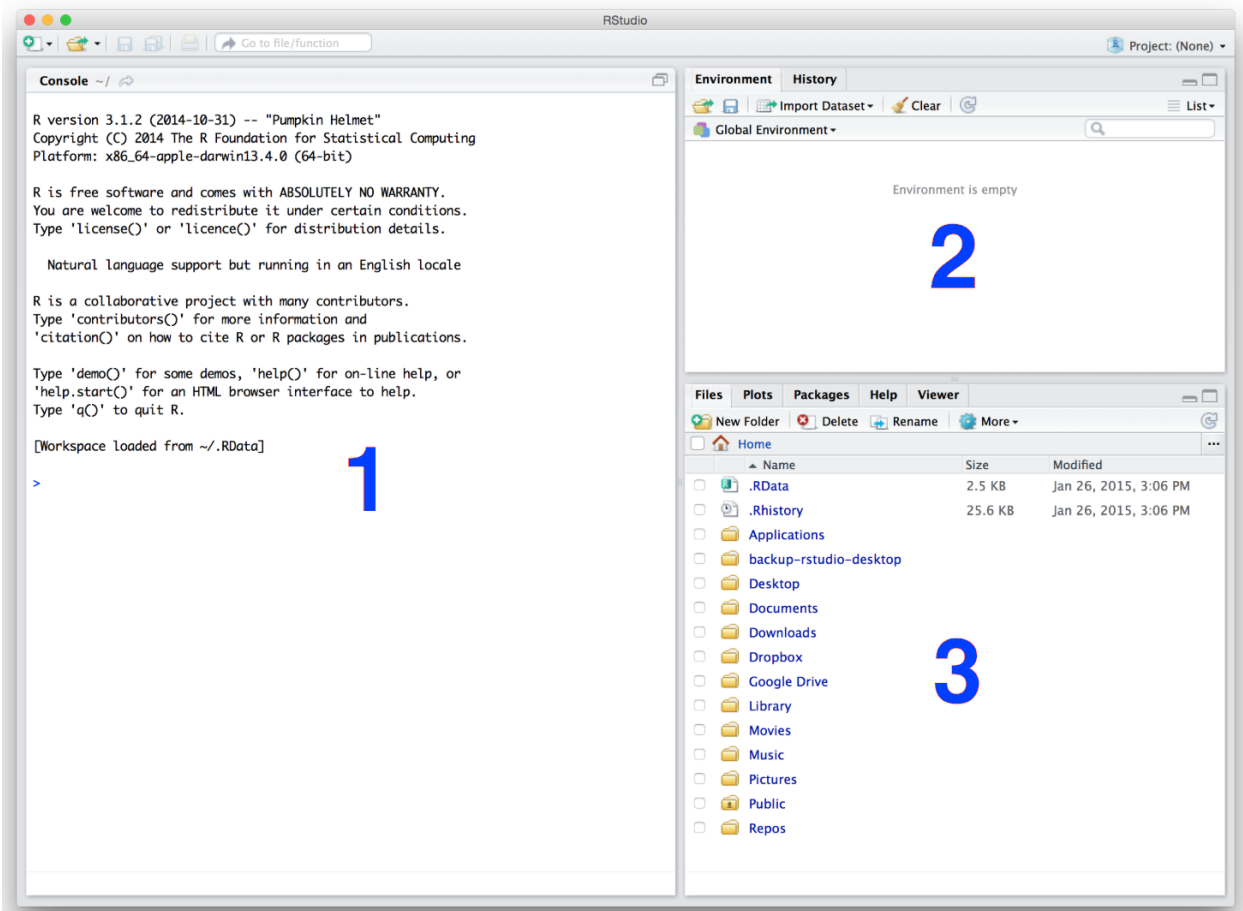 RStudio
Go to file/function
Project: (None)
Console ~/
R version 3.1.2 (2014-10-31) -- "Pumpkin Helmet"
Copyright (C) 2014 The R Foundation for Statistical Computing
Platform: x86_64-apple-darwin13.4.0 (64-bit)
R is free software and comes with ABSOLUTELY NO WARRANTY.
You are welcome to redistribute it under certain conditions.
Type 'license()' or 'licence()' for distribution details.
Natural language support but running in an English locale
R is a collaborative project with many contributors.
Type 'contributors()' for more information and
'citation()' on how to cite R or R packages in publications.
Type 'demo()' for some demos, 'help()' for on-line help, or
'help.start()' for an HTML browser interface to help.
Type 'q()' to quit R.
[Workspace loaded from ~/.RData]
>
1
Environment History
Import Dataset Clear List
Global Environment
Environment is empty
2
Files Plots Packages Help Viewer
New Folder Delete Rename More
Home ...
Name Size Modified
.RData 2.5 KB Jan 26, 2015, 3:06 PM
.Rhistory 25.6 KB Jan 26, 2015, 3:06 PM
Applications
backup-rstudio-desktop
Desktop
Documents
Downloads
Dropbox
Google Drive
Library
Movies
Music
Pictures
Public
Repos
3